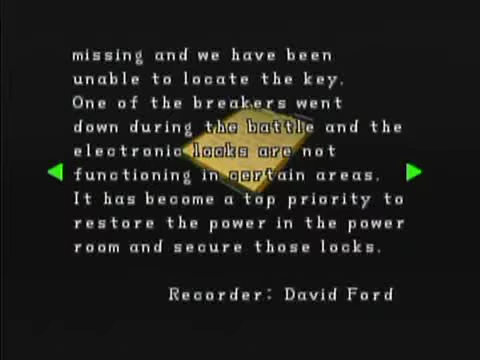 missing and we have been
unable to locate the key.
One of the breakers went
down during the battle and the
electronic locks are not
functioning in certain areas.
It has become a top priority to
restore the power in the power
room and secure those locks.
Recorder: David Ford